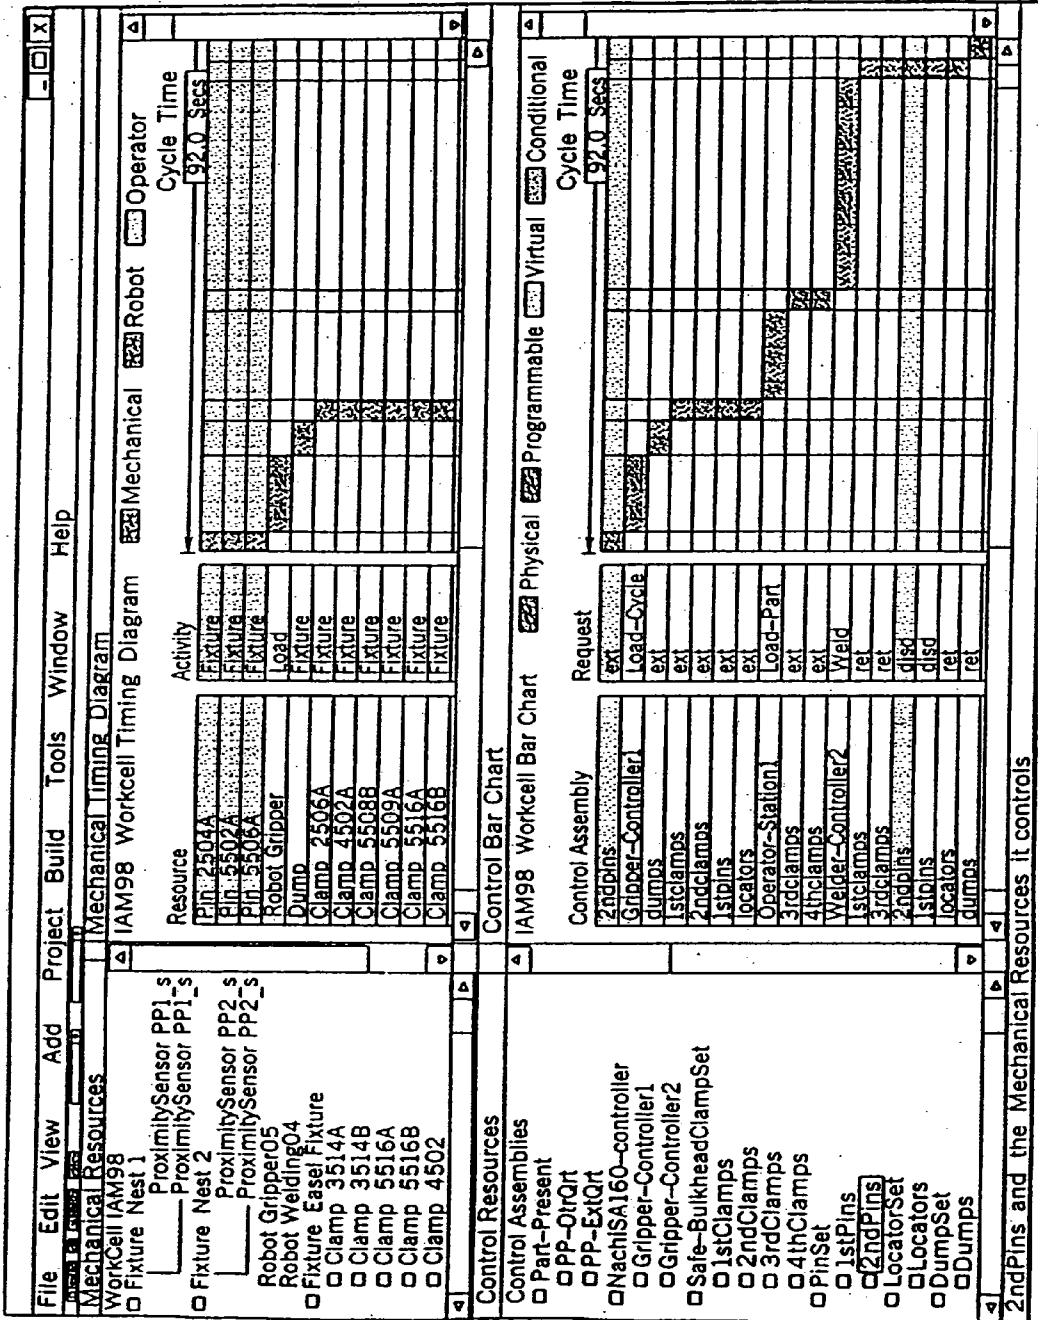 File Edit View Add Project Build Tools Window Help
Mechanical Resources
WorkCell IAM98
Fixture Nest 1
ProximitySensor PP1_s
ProximitySensor PP1_s
Fixture Nest 2
ProximitySensor PP2_s
ProximitySensor PP2_s
Robot Gripper05
Robot Welding04
Fixture Easel Fixture
Clamp 3514A
Clamp 3514B
Clamp 5516A
Clamp 5516B
Clamp 4502
Mechanical Timing Diagram
IAM98 Workcell Timing Diagram Mechanical Robot Operator
Resource Activity Cycle Time
92.0 Secs
Pin 2504A Fixture
Pin 5502A Fixture
Pin 5506A Fixture
Robot Gripper Load
Dump Fixture
Clamp 2506A Fixture
Clamp 4502A Fixture
Clamp 5508B Fixture
Clamp 5509A Fixture
Clamp 5516A Fixture
Clamp 5516B Fixture
Control Resources
Control Assemblies
Part-Present
PP-OtrQrt
PP-ExtQrt
NachiSA160-controller
Gripper-Controller1
Gripper-Controller2
Safe-BulkheadClampSet
1stClamps
2ndClamps
3rdClamps
4thClamps
PinSet
1stPins
2ndPins
LocatorSet
Locators
DumpSet
Dumps
Control Bar Chart
IAM98 Workcell Bar Chart Physical Programmable Virtual Conditional
Control Assembly Request Cycle Time
92.0 Secs
2ndpins ext
Gripper-Controller1 Load-Cycle
dumps ext
1stclamps ext
2ndclamps ext
1stpins ext
locators ext
Operator-Station1 Load-Part
3rdclamps ext
4thclamps ext
Welder-Controller2 Weld
1stclamps ret
3rdclamps ret
2ndpins disd
1stpins disd
locators ret
dumps ret
2ndPins and the Mechanical Resources it controls